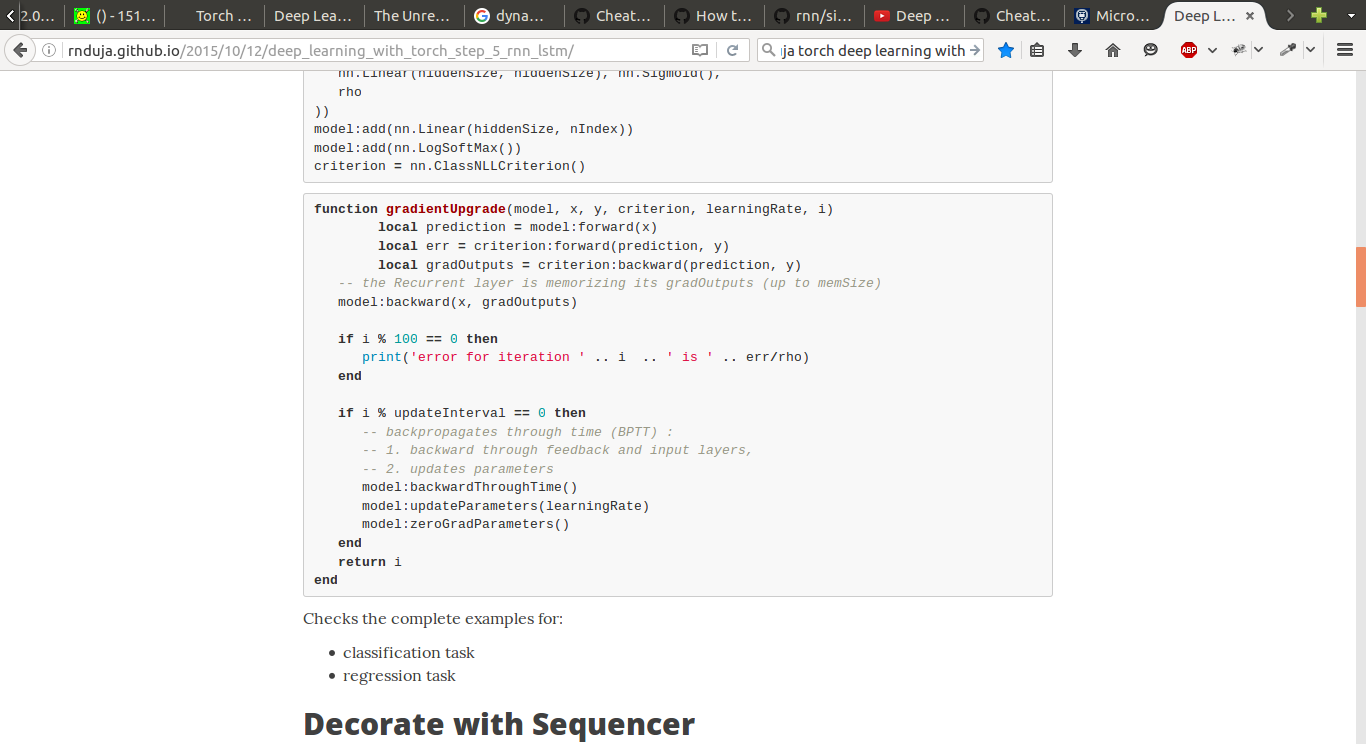 2.0...
() - 151...
Torch ...
Deep Lea...
The Unre...
dyna...
Cheat...
How t...
rnn/si...
Deep ...
Cheat...
Micro...
Deep L...
rnduja.github.io/2015/10/12/deep_learning_with_torch_step_5_rnn_lstm/
ja torch deep learning with
ABP
nn.Linear(hiddenSize, hiddenSize), nn.Sigmoid(),
rho
))
model:add(nn.Linear(hiddenSize, nIndex))
model:add(nn.LogSoftMax())
criterion = nn.ClassNLLCriterion()
function gradientUpgrade(model, x, y, criterion, learningRate, i)
local prediction = model:forward(x)
local err = criterion:forward(prediction, y)
local gradOutputs = criterion:backward(prediction, y)
-- the Recurrent layer is memorizing its gradOutputs (up to memSize)
model:backward(x, gradOutputs)
if i % 100 == 0 then
print('error for iteration ' .. i  .. ' is ' .. err/rho)
end
if i % updateInterval == 0 then
-- backpropagates through time (BPTT) :
-- 1. backward through feedback and input layers,
-- 2. updates parameters
model:backwardThroughTime()
model:updateParameters(learningRate)
model:zeroGradParameters()
end
return i
end
Checks the complete examples for:
• classification task
• regression task
Decorate with Sequencer